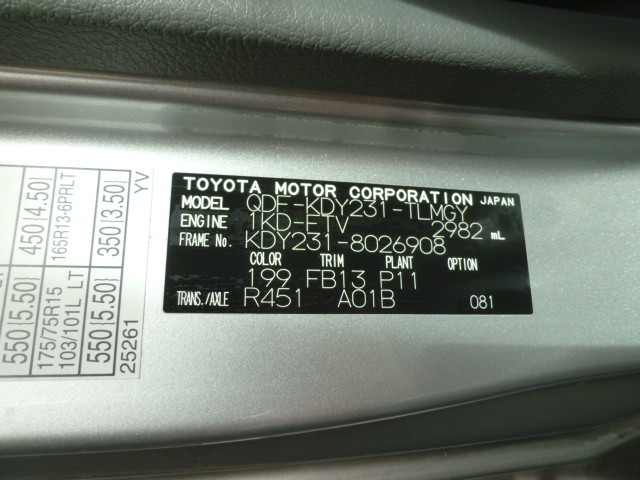 TOYOTA MOTOR CORPORATION JAPAN
MODEL QDF-KDY231-TLMGY
ENGINE 1KD-FTV 2982 mL
FRAME No. KDY231-8026908
COLOR TRIM PLANT OPTION
199 FB13 P11
TRANS./AXLE R451 A01B 081
450[4.50]
165R13-6PRLT
350[3.50]
YV
550[5.50]
175/75R15
103/101L LT
550[5.50]
25261